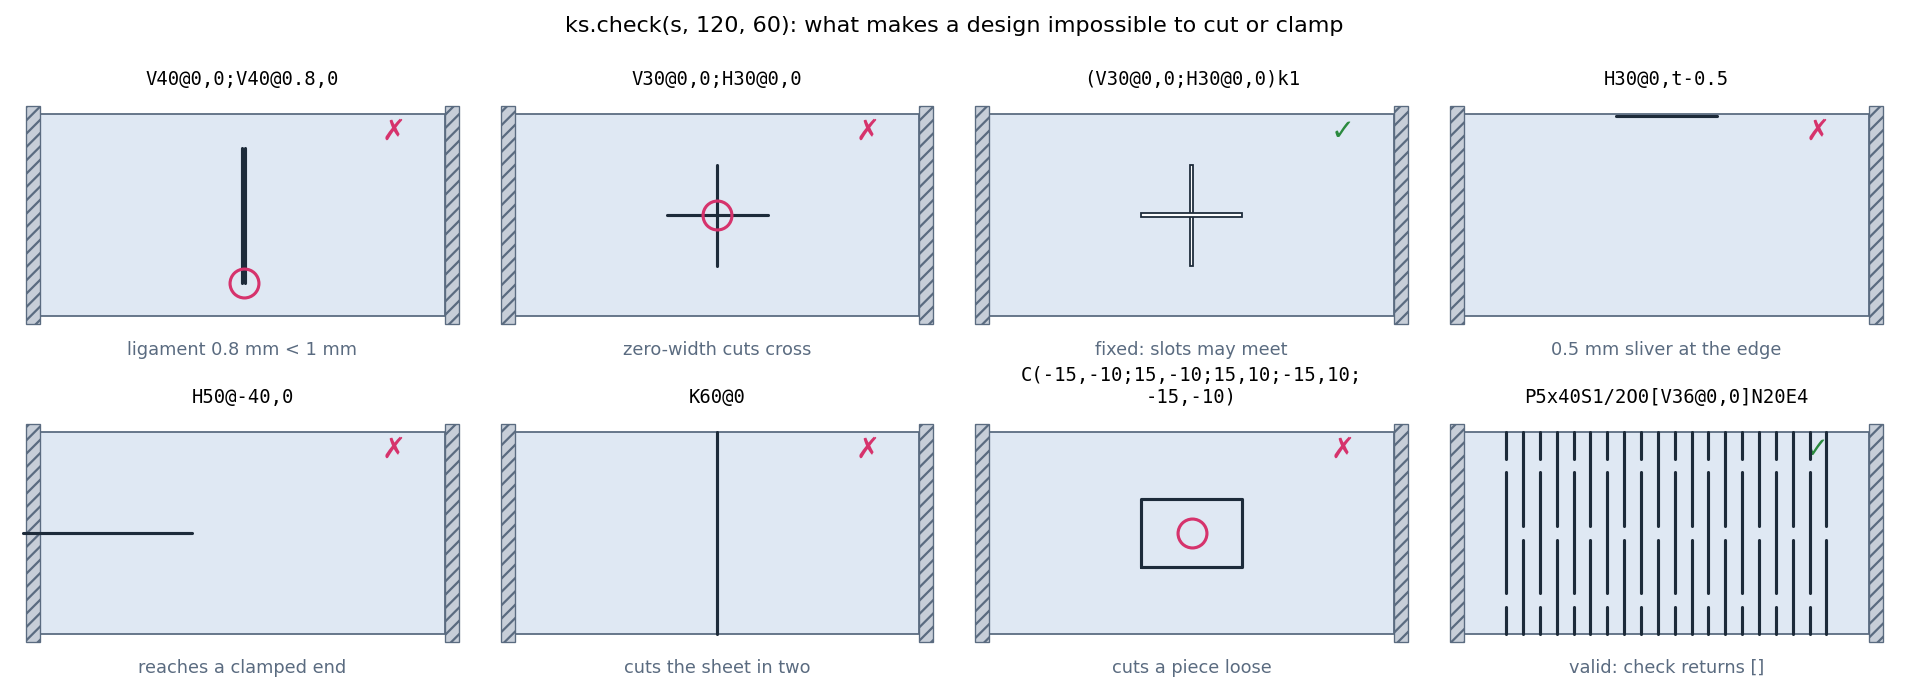 ks.check(s, 120, 60): what makes a design impossible to cut or clamp
V40@0,0;V40@0.8,0
V30@0,0;H30@0,0
(V30@0,0;H30@0,0)k1
H30@0,t-0.5
✗
✗
✓
✗
ligament 0.8 mm < 1 mm
zero-width cuts cross
fixed: slots may meet
0.5 mm sliver at the edge
H50@-40,0
K60@0
C(-15,-10;15,-10;15,10;-15,10;
-15,-10)
P5x40S1/2O0[V36@0,0]N20E4
✗
✗
✗
✓
reaches a clamped end
cuts the sheet in two
cuts a piece loose
valid: check returns []